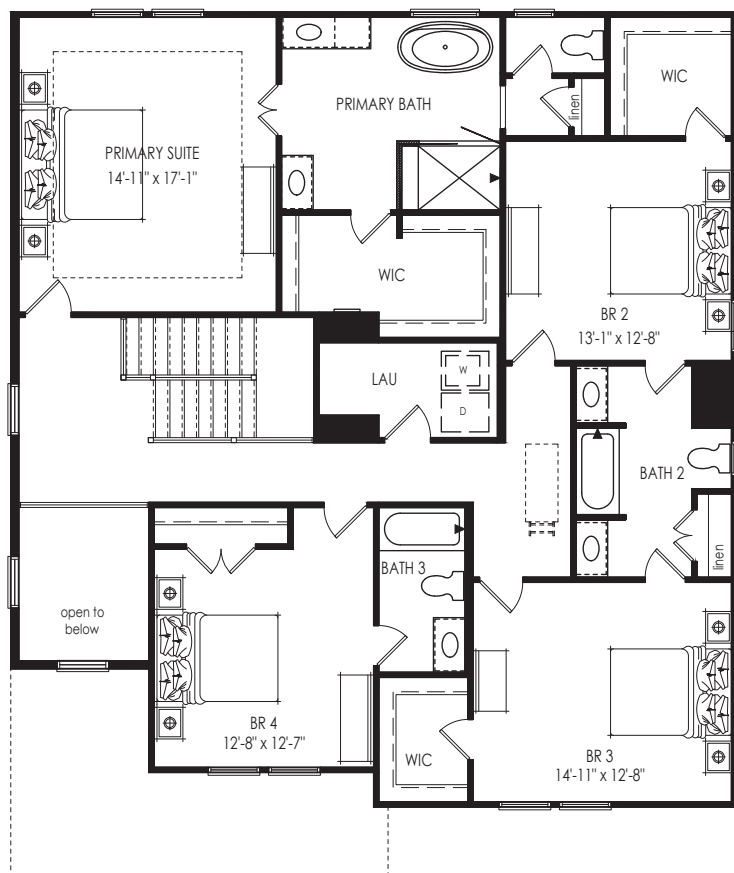 WIC
PRIMARY BATH
linen
PRIMARY SUITE
14'-11" x 17'-1"
WIC
BR 2
13'-1" x 12'-8"
LAU
W
D
BATH 2
linen
BATH 3
open to
below
BR 4
12'-8" x 12'-7"
WIC
BR 3
14'-11" x 12'-8"